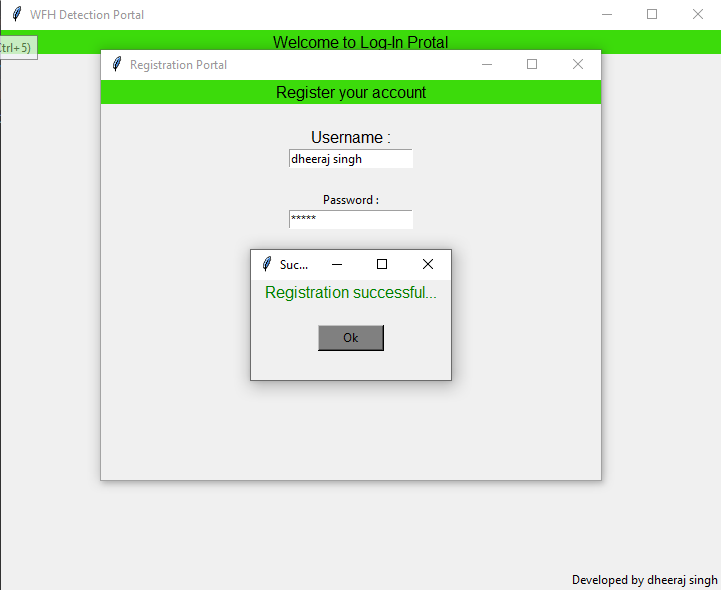 WFH Detection Portal
Welcome to Log-In Protal
Ctrl+5)
Registration Portal
Register your account
Username :
dheeraj singh
Password :
*****
Suc...
Registration successful...
Ok
Developed by dheeraj singh